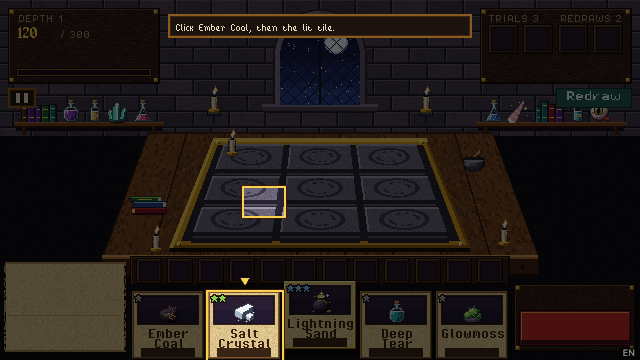 DEPTH 1
120 / 300
Click Ember Coal, then the lit tile.
TRIALS 3 REDRAWS 2
Redraw
Ember Coal
Salt Crystal
Lightning Sand
Deep Tear
Glowmoss
EN